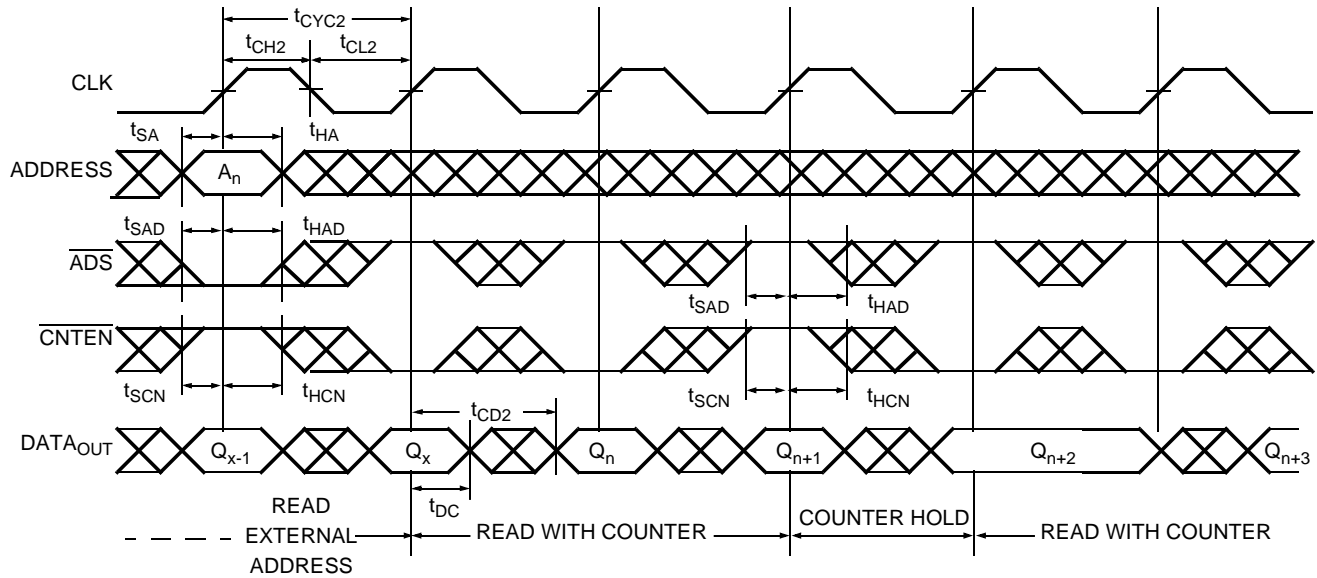 tCYC2
tCH2 tCL2
CLK
tSA tHA
ADDRESS An
tSAD tHAD
ADS
tSAD tHAD
CNTEN
tSCN tHCN tSCN tHCN
tCD2
DATAOUT Qx-1 Qx Qn Qn+1 Qn+2 Qn+3
tDC
READ
EXTERNAL
ADDRESS
READ WITH COUNTER
COUNTER HOLD
READ WITH COUNTER